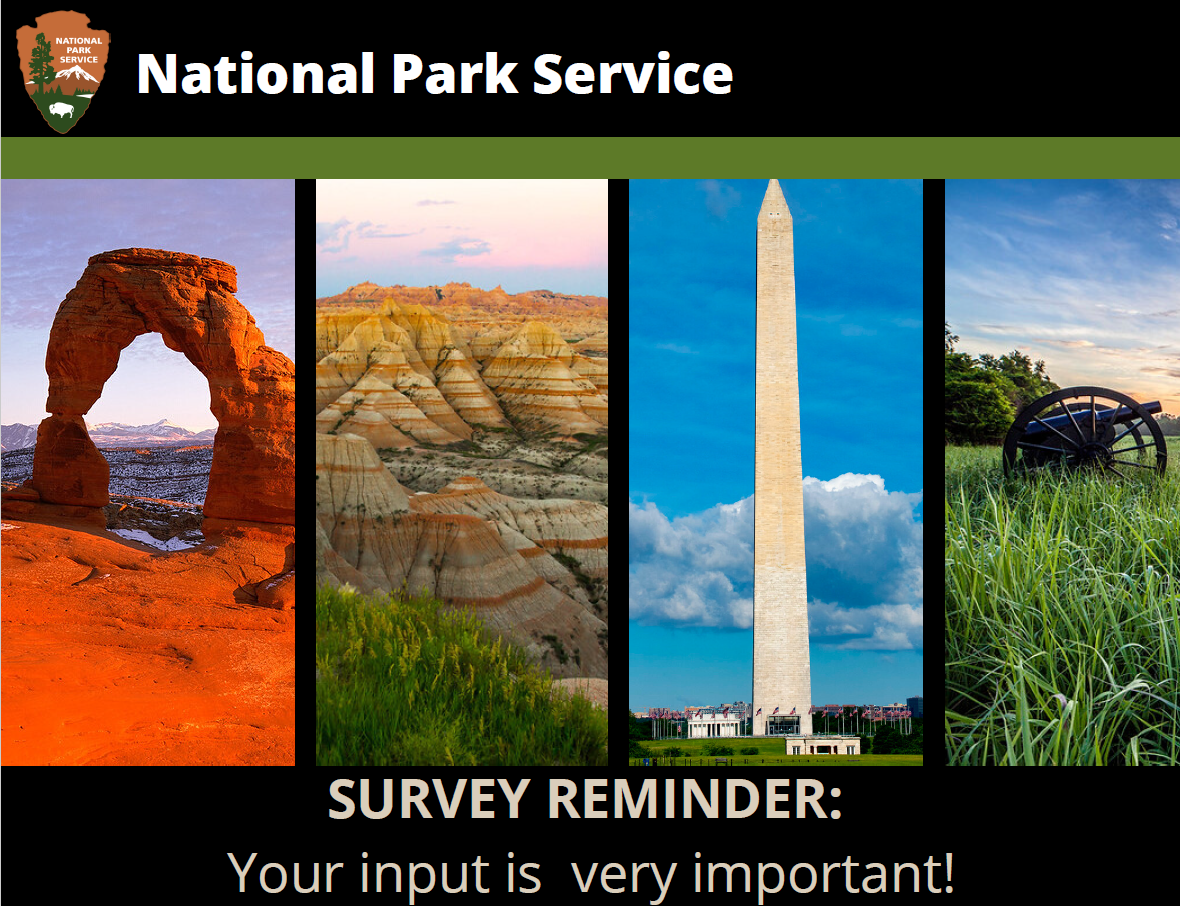 NATIONAL
PARK
SERVICE
National Park Service
SURVEY REMINDER:
Your input is  very important!